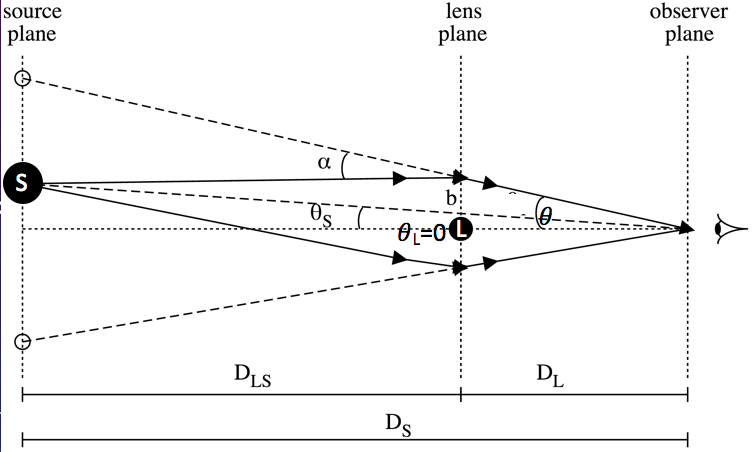 source
plane
lens
plane
observer
plane
α
S
b
θ
θS
θL=0
L
DLS
DL
DS